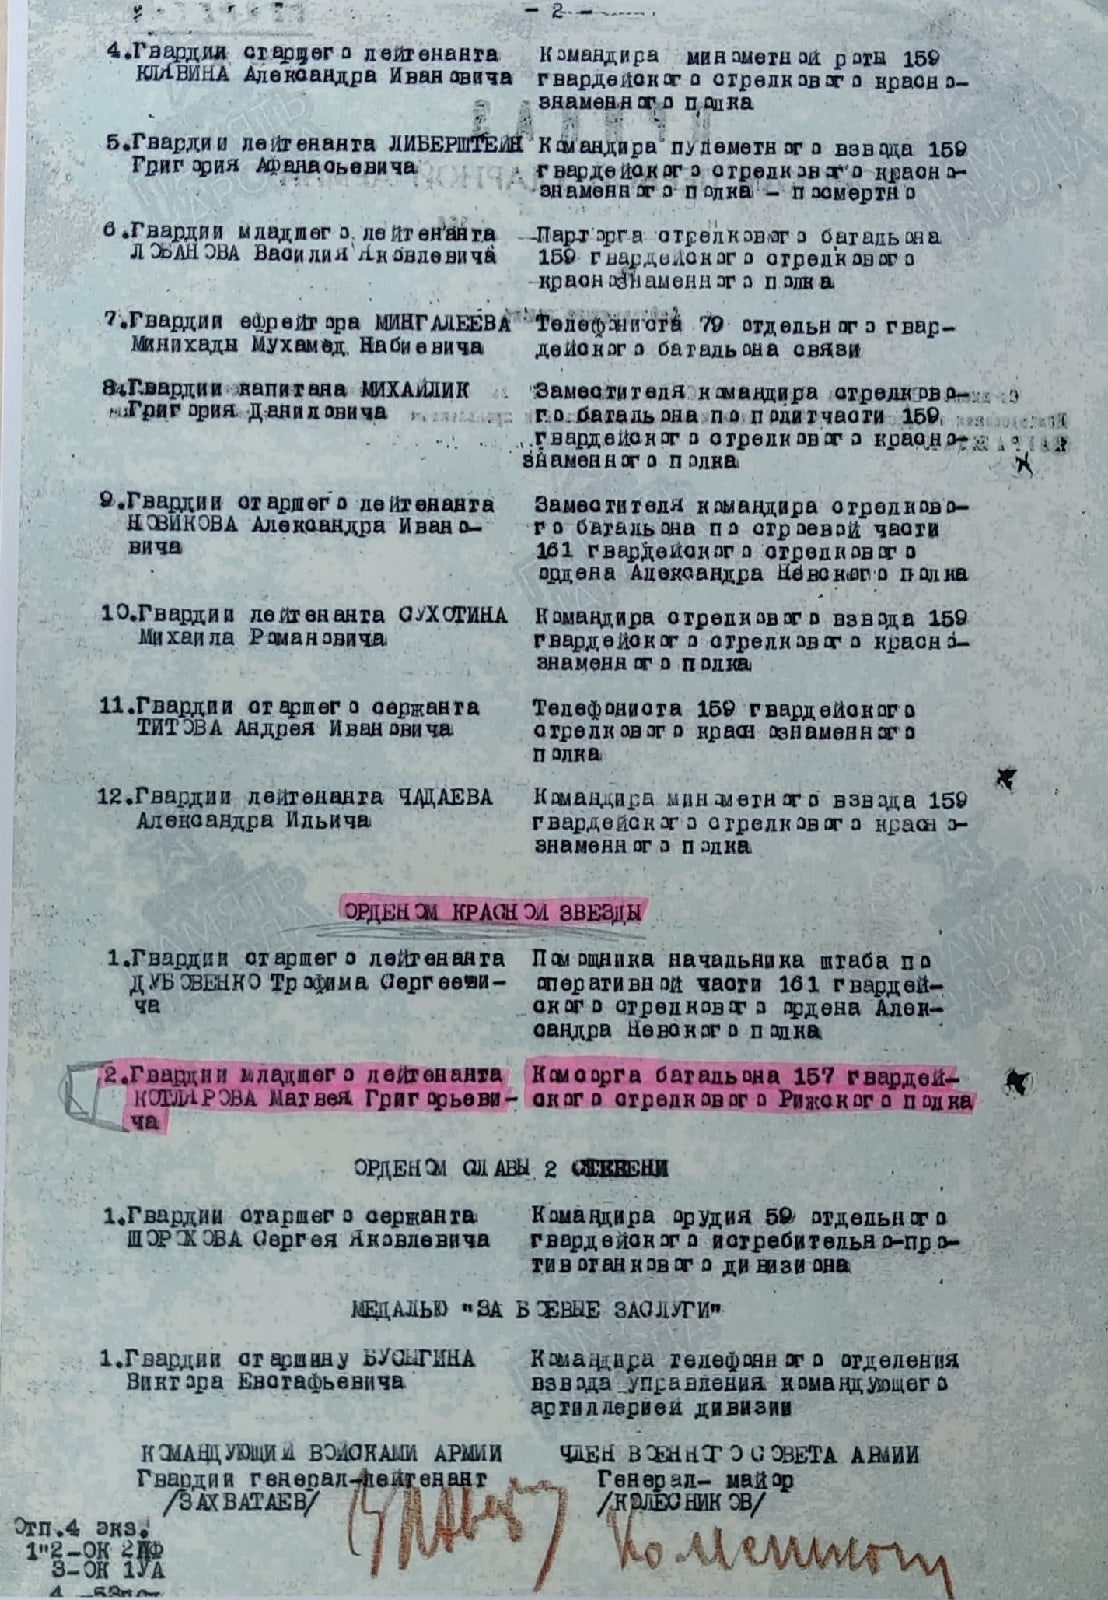 - 2 -
4. Гвардии старшего лейтенанта Командира минометной роты 159
КЛЯВИНА Александра Ивановича гвардейского стрелкового красно-
знаменного полка
5. Гвардии лейтенанта ЛИБЕРШТЕЙН Командира пулеметного взвода 159
Григория Афанасьевича гвардейского стрелкового красно-
знаменного полка - посмертно
6. Гвардии младшего лейтенанта Парторга стрелкового батальона
ЛОБАНОВА Василия Яковлевича 159 гвардейского стрелкового
краснознаменного полка
7. Гвардии ефрейтора МИНГАЛЕЕВА Телефониста 79 отдельного гвар-
Минихады Мухамед Набиевича дейского батальона связи
8. Гвардии капитана МИХАЙЛИК Заместителя командира стрелково-
Григория Даниловича го батальона по политчасти 159
гвардейского стрелкового красно-
знаменного полка
9. Гвардии старшего лейтенанта Заместителя командира стрелково-
НОВИКОВА Александра Ивано- го батальона по строевой части
вича 161 гвардейского стрелкового
ордена Александра Невского полка
10. Гвардии лейтенанта СУХОТИНА Командира стрелкового взвода 159
Михаила Романовича гвардейского стрелкового красно-
знаменного полка
11. Гвардии старшего сержанта Телефониста 159 гвардейского
ТИТОВА Андрея Ивановича стрелкового краснознаменного
полка
12. Гвардии лейтенанта ЧАДАЕВА Командира минометного взвода 159
Александра Ильича гвардейского стрелкового красно-
знаменного полка
ОРДЕНОМ КРАСНОЙ ЗВЕЗДЫ
1. Гвардии старшего лейтенанта Помощника начальника штаба по
ДУБОВЕНКО Трофима Сергееви- оперативной части 161 гвардей-
ча ского стрелкового ордена Алек-
сандра Невского полка
2. Гвардии младшего лейтенанта Комсорга батальона 157 гвардей-
КОТЛЯРОВА Матвея Григорьеви- ского стрелкового Рижского полка
ча
ОРДЕНОМ СЛАВЫ 2 СТЕПЕНИ
1. Гвардии старшего сержанта Командира орудия 59 отдельного
ШОРОХОВА Сергея Яковлевича гвардейского истребительно-про-
тивотанкового дивизиона
МЕДАЛЬЮ "ЗА БОЕВЫЕ ЗАСЛУГИ"
1. Гвардии старшину БУСЫГИНА Командира телефонного отделения
Виктора Евстафьевича взвода управления командующего
артиллерией дивизии
КОМАНДУЮЩИЙ ВОЙСКАМИ АРМИИ ЧЛЕН ВОЕННОГО СОВЕТА АРМИИ
Гвардии генерал-лейтенант Генерал- майор
/ЗАХВАТАЕВ/ /КОЛЕСНИКОВ/
Отп.4 экз.
1"2-ОК 2ПФ
3-ОК 1УА